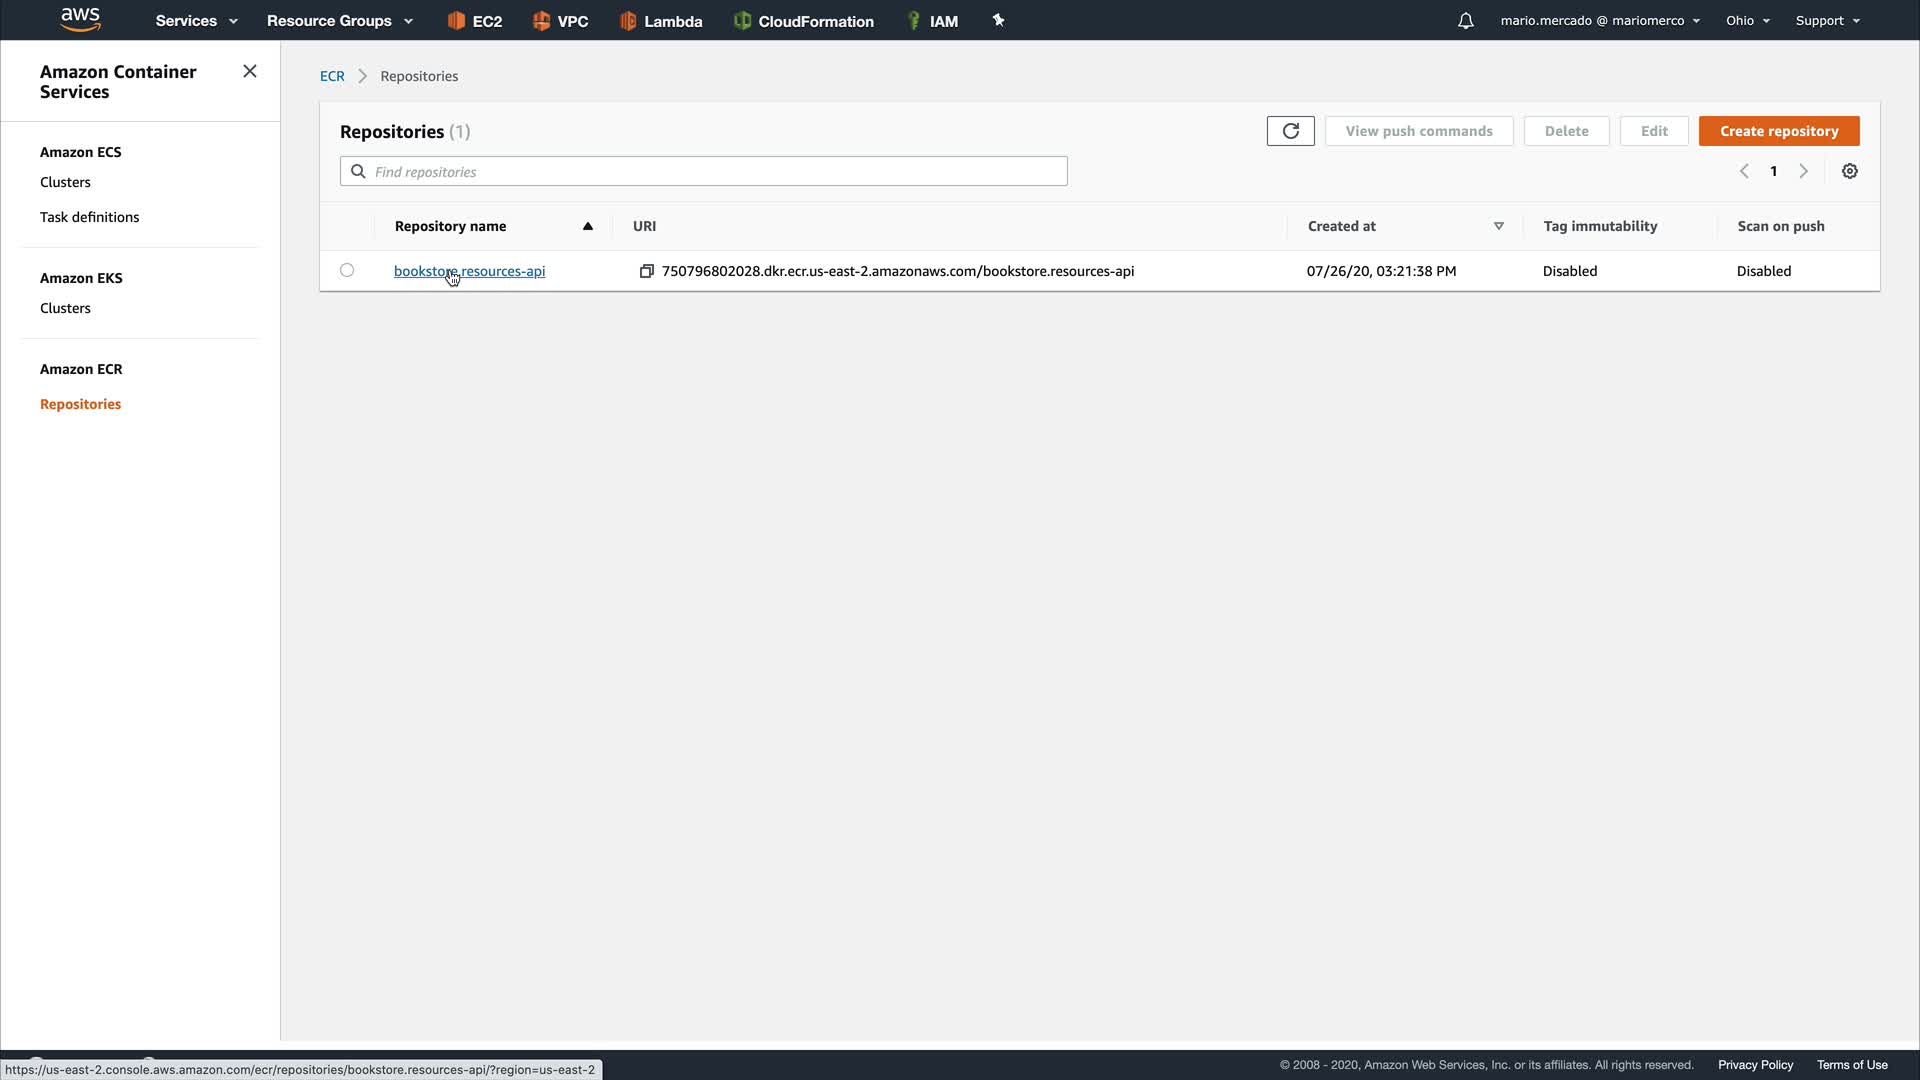 aws Services Resource Groups EC2 VPC Lambda CloudFormation IAM mario.mercado @ mariomerco Ohio Support
Amazon Container
Services
Amazon ECS
Clusters
Task definitions
Amazon EKS
Clusters
Amazon ECR
Repositories
ECR Repositories
Repositories (1) View push commands Delete Edit Create repository
Find repositories 1
Repository name URI Created at Tag immutability Scan on push
bookstore.resources-api 750796802028.dkr.ecr.us-east-2.amazonaws.com/bookstore.resources-api 07/26/20, 03:21:38 PM Disabled Disabled
https://us-east-2.console.aws.amazon.com/ecr/repositories/bookstore.resources-api/?region=us-east-2 © 2008 - 2020, Amazon Web Services, Inc. or its affiliates. All rights reserved. Privacy Policy Terms of Use